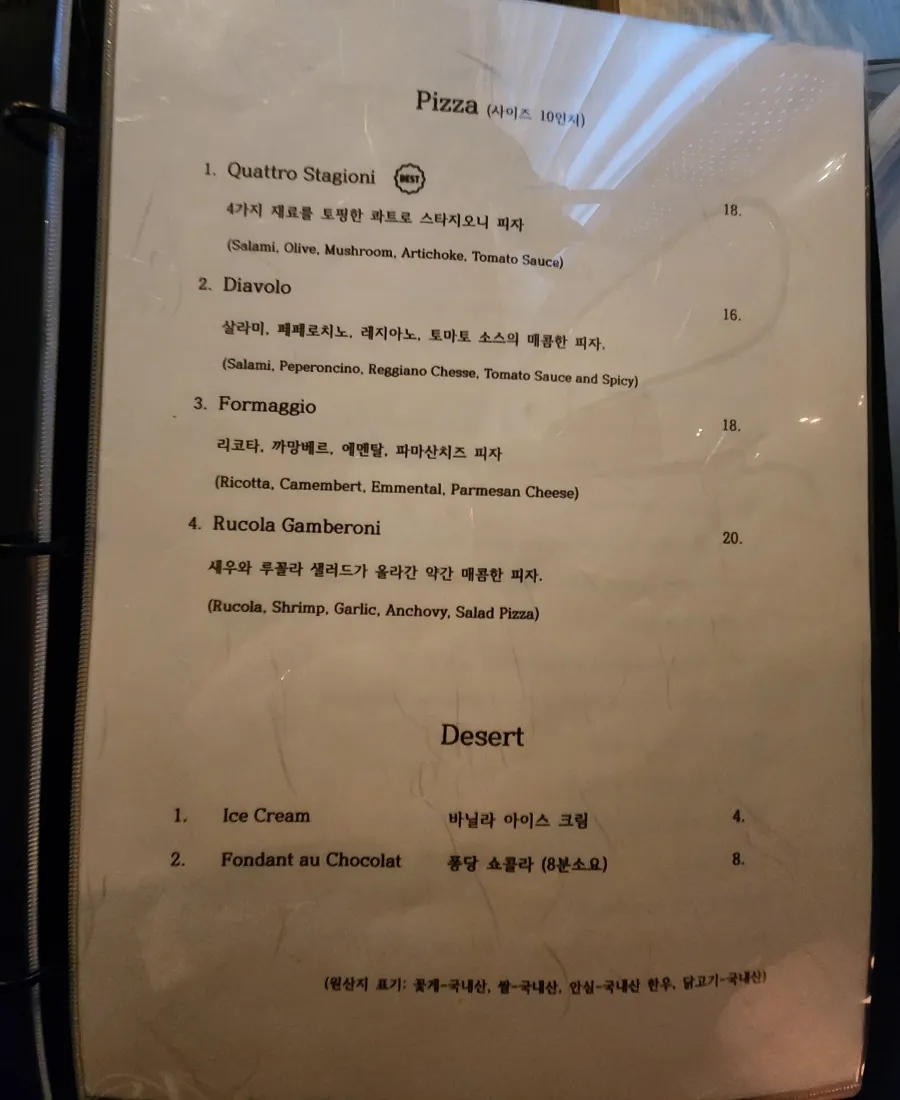 Pizza (사이즈 10인치)
1. Quattro Stagioni BEST
4가지 재료를 토핑한 콰트로 스타지오니 피자 18.
(Salami, Olive, Mushroom, Artichoke, Tomato Sauce)
2. Diavolo
살라미, 페페로치노, 레지아노, 토마토 소스의 매콤한 피자. 16.
(Salami, Peperoncino, Reggiano Chesse, Tomato Sauce and Spicy)
3. Formaggio
리코타, 까망베르, 에멘탈, 파마산치즈 피자 18.
(Ricotta, Camembert, Emmental, Parmesan Cheese)
4. Rucola Gamberoni
새우와 루꼴라 샐러드가 올라간 약간 매콤한 피자. 20.
(Rucola, Shrimp, Garlic, Anchovy, Salad Pizza)
Desert
1. Ice Cream 바닐라 아이스 크림 4.
2. Fondant au Chocolat 퐁당 쇼콜라 (8분소요) 8.
(원산지 표기: 꽃게-국내산, 쌀-국내산, 안심-국내산 한우, 닭고기-국내산)